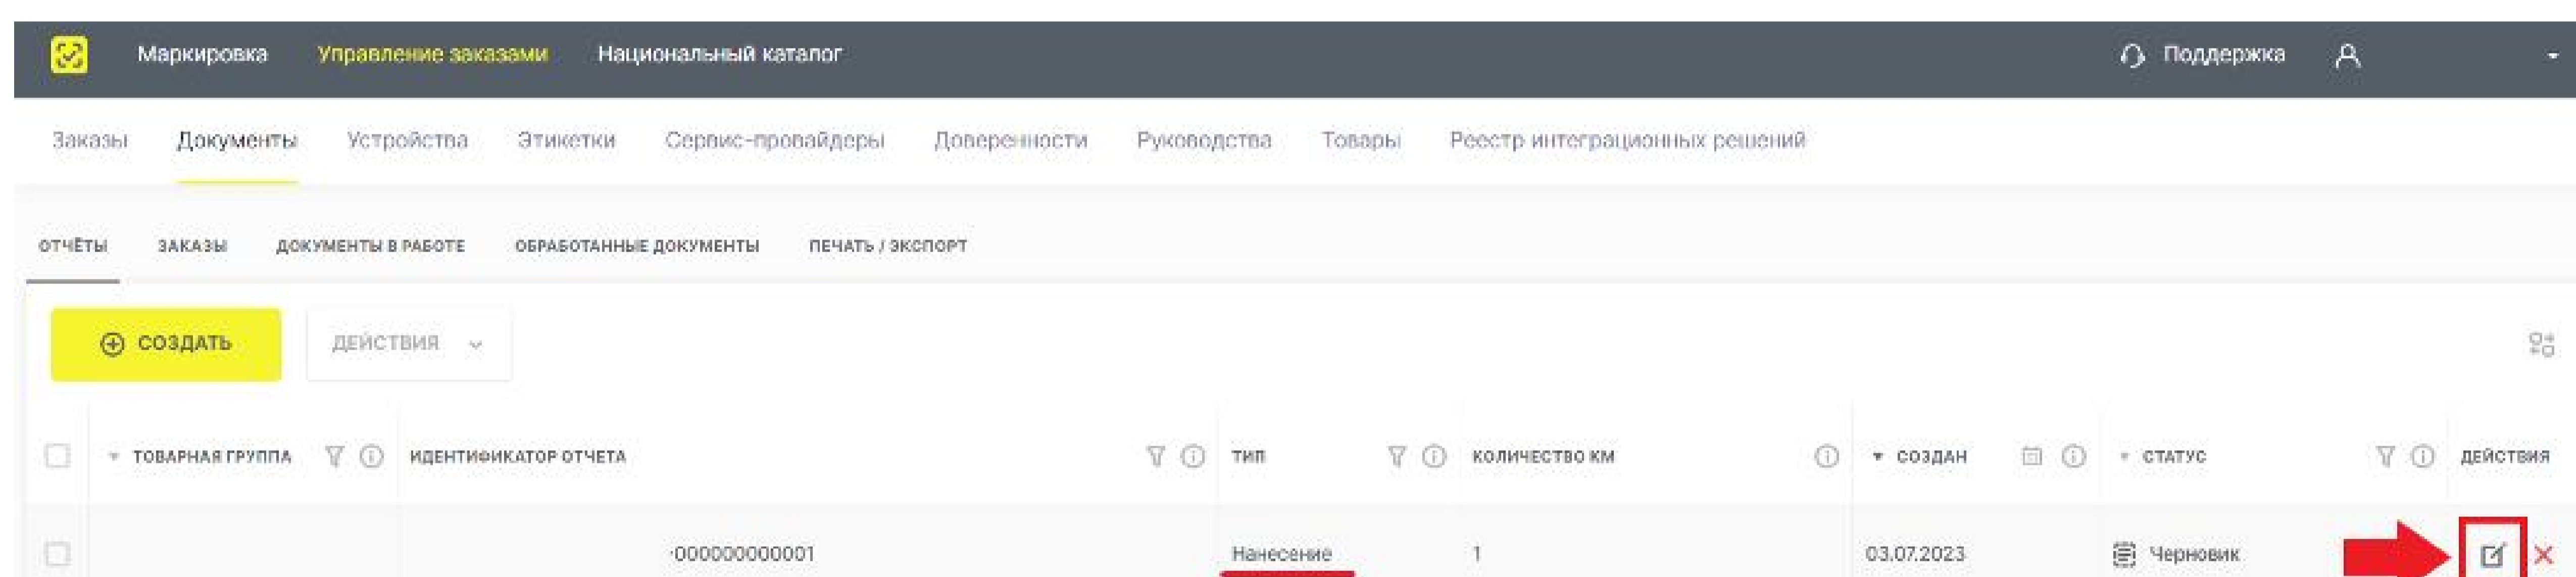 Маркировка Управление заказами Национальный каталог Поддержка
Заказы Документы Устройства Этикетки Сервис-провайдеры Доверенности Руководства Товары Реестр интеграционных решений
ОТЧЁТЫ ЗАКАЗЫ ДОКУМЕНТЫ В РАБОТЕ ОБРАБОТАННЫЕ ДОКУМЕНТЫ ПЕЧАТЬ / ЭКСПОРТ
СОЗДАТЬ ДЕЙСТВИЯ
ТОВАРНАЯ ГРУППА ИДЕНТИФИКАТОР ОТЧЕТА ТИП КОЛИЧЕСТВО КМ СОЗДАН СТАТУС ДЕЙСТВИЯ
000000000001 Нанесение 1 03.07.2023 Черновик